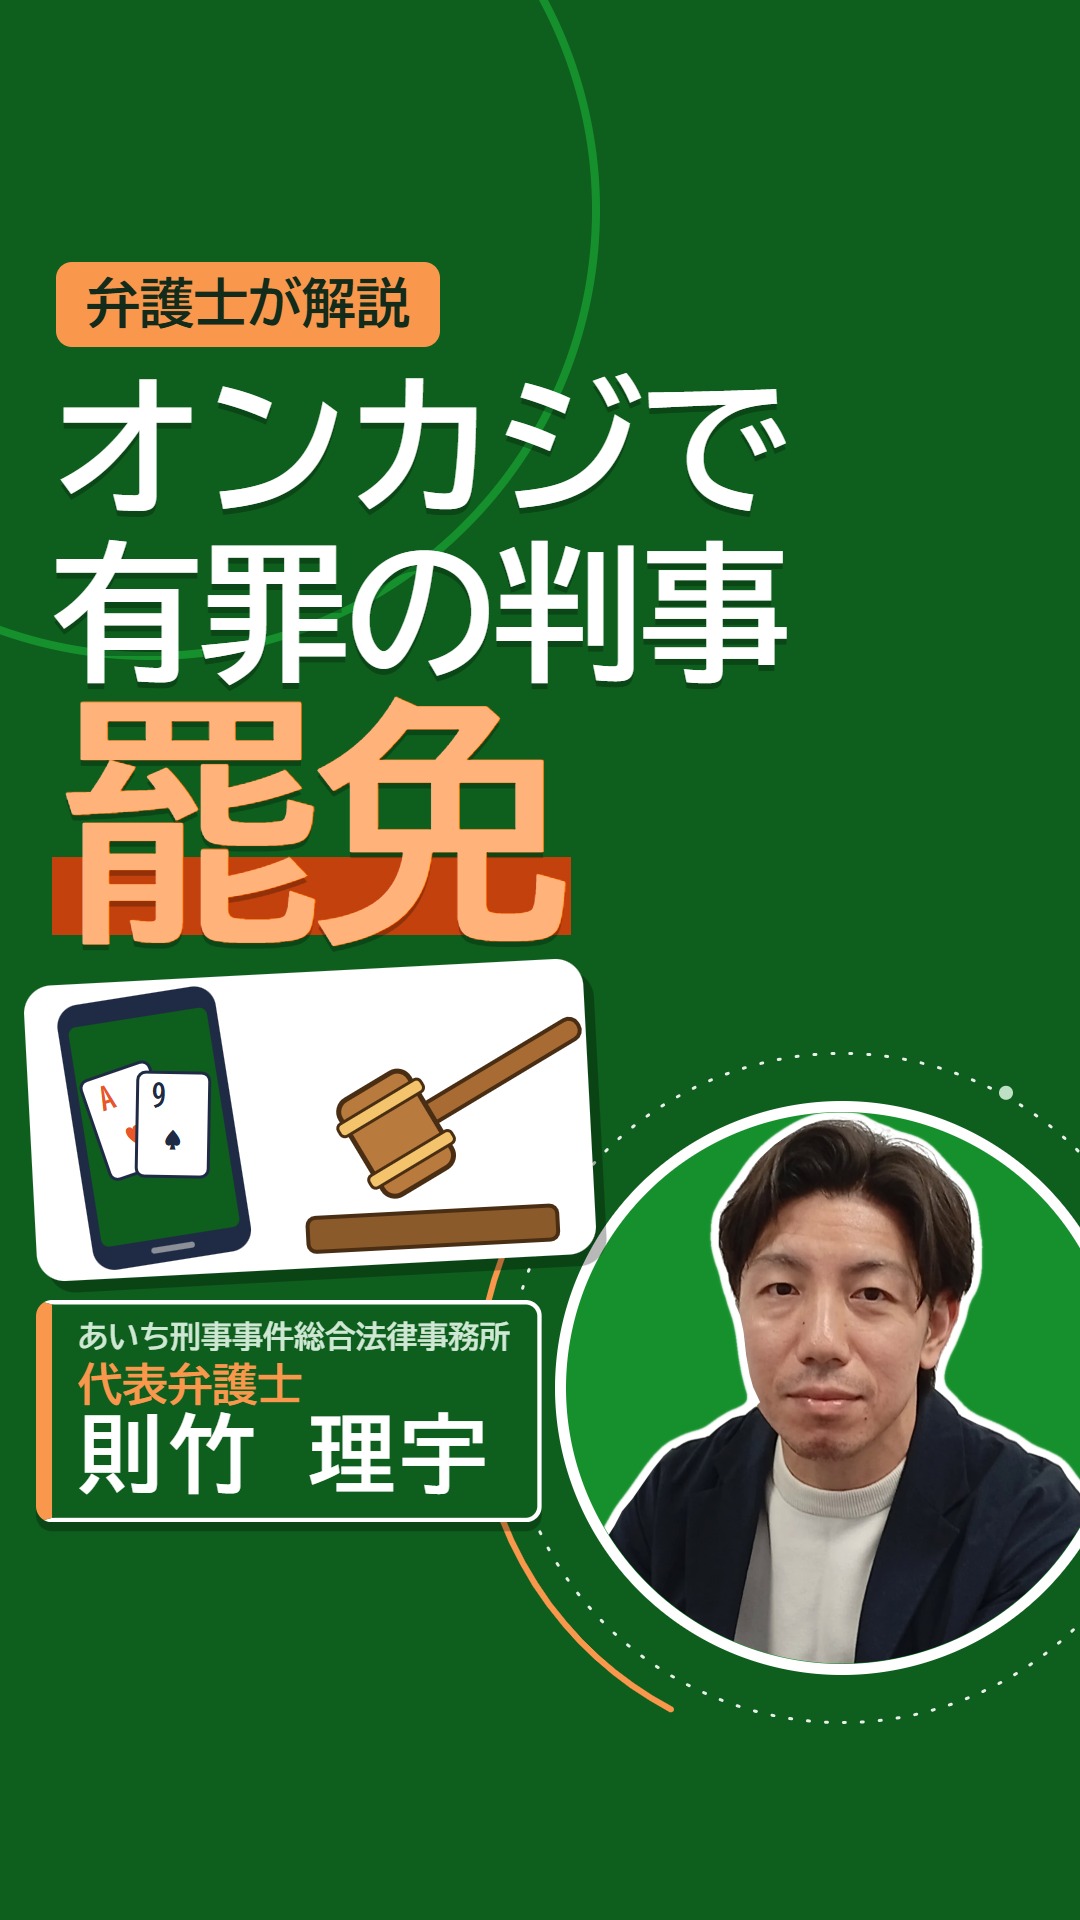 弁護士が解説
オンカジで
有罪の判事
罷免
A
9
あいち刑事事件総合法律事務所
代表弁護士
則竹 理宇